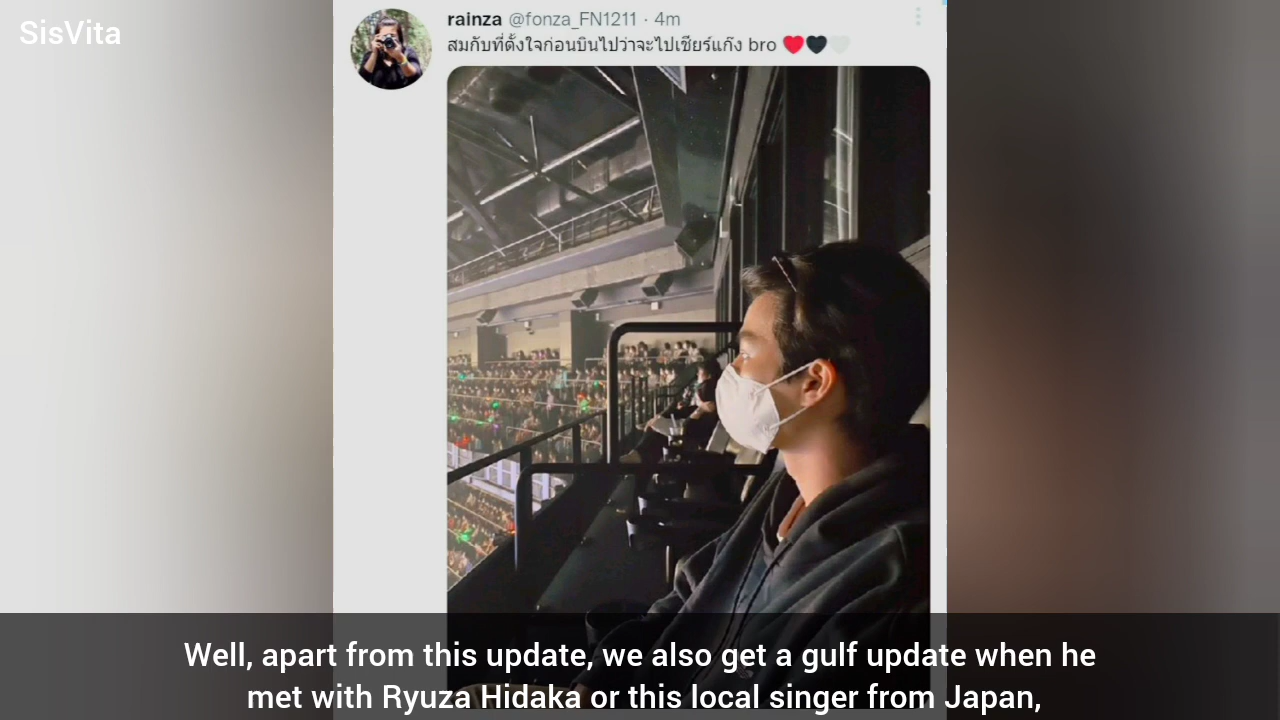 SisVita
rainza @fonza_FN1211 · 4m
สมกับที่ตั้งใจก่อนบินไปว่าจะไปเชียร์แก๊ง bro ❤️🖤🤍
Well, apart from this update, we also get a gulf update when he
met with Ryuza Hidaka or this local singer from Japan,